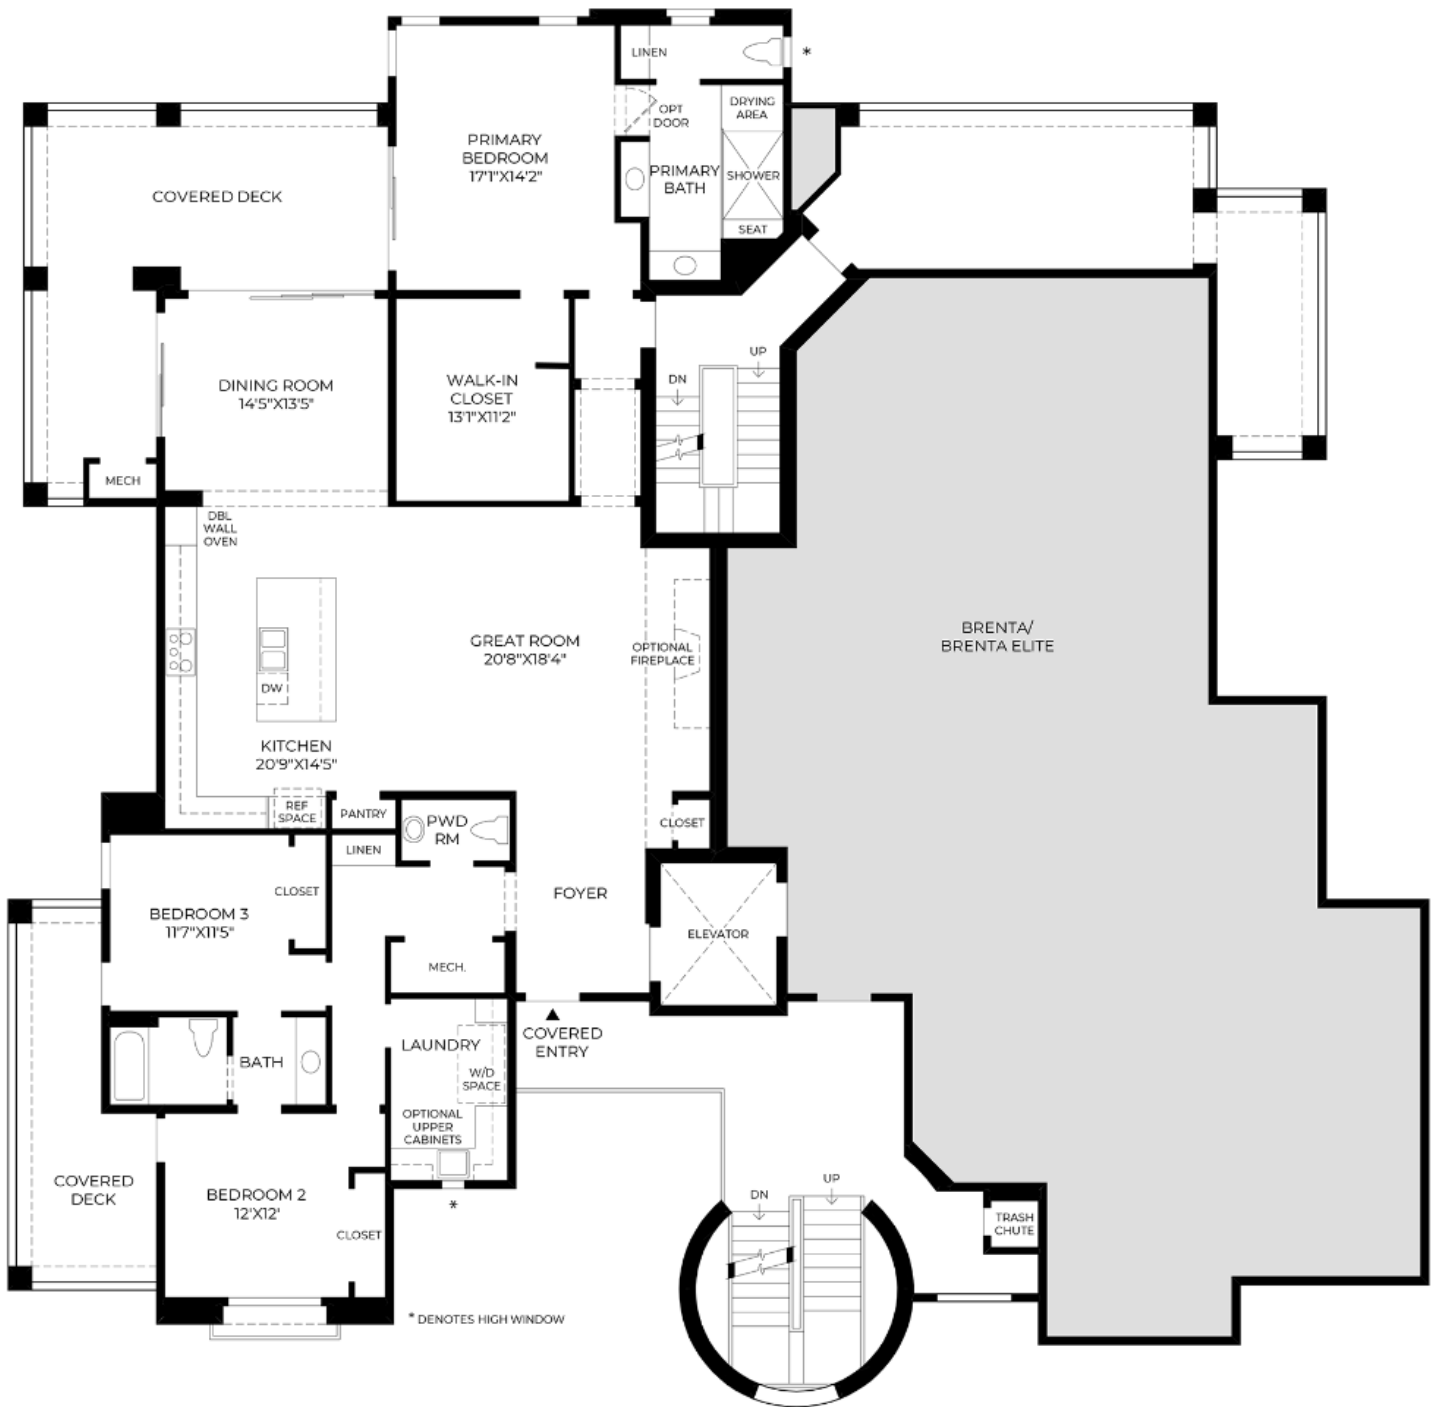 LINEN
*
DRYING
AREA
OPT
DOOR
PRIMARY
BEDROOM
17'1"X14'2"
PRIMARY
BATH
SHOWER
SEAT
COVERED DECK
UP
DN
DINING ROOM
14'5"X13'5"
WALK-IN
CLOSET
13'1"X11'2"
MECH
DBL
WALL
OVEN
GREAT ROOM
20'8"X18'4"
OPTIONAL
FIREPLACE
BRENTA/
BRENTA ELITE
DW
KITCHEN
20'9"X14'5"
REF
SPACE
PANTRY
PWD
RM
CLOSET
LINEN
CLOSET
FOYER
BEDROOM 3
11'7"X11'5"
ELEVATOR
MECH.
COVERED
ENTRY
LAUNDRY
BATH
W/D
SPACE
OPTIONAL
UPPER
CABINETS
COVERED
DECK
BEDROOM 2
12'X12'
*
CLOSET
DN
UP
TRASH
CHUTE
* DENOTES HIGH WINDOW